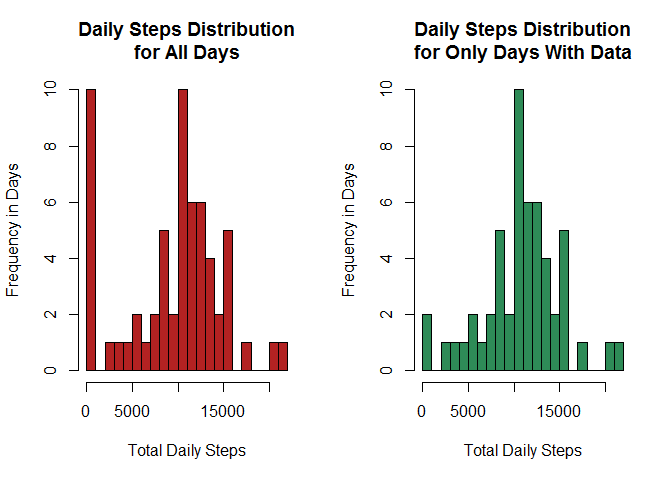 Daily Steps Distribution
for All Days
Frequency in Days
10
8
6
4
2
0
0 5000 15000
Total Daily Steps
Daily Steps Distribution
for Only Days With Data
Frequency in Days
10
8
6
4
2
0
0 5000 15000
Total Daily Steps